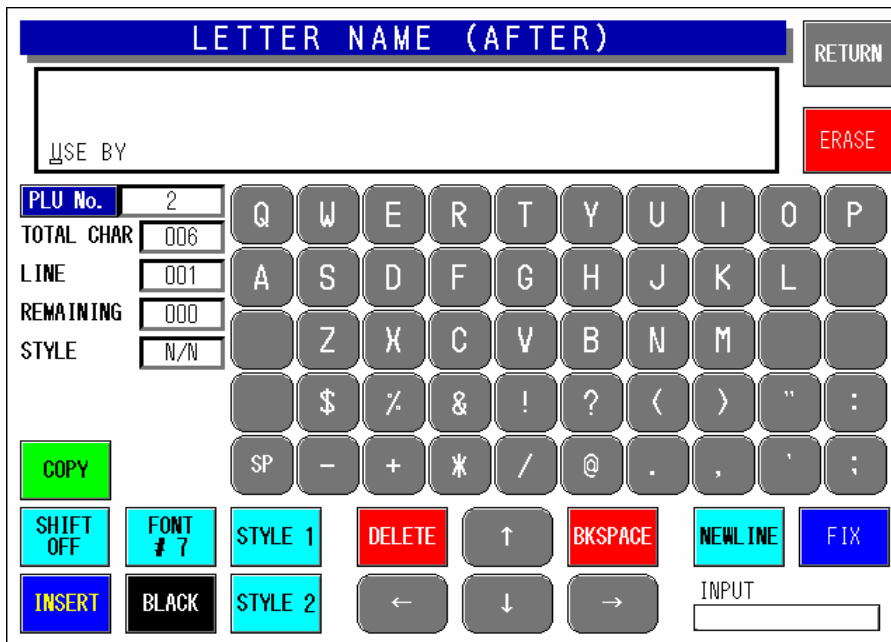 LETTER NAME (AFTER)
RETURN
USE BY
ERASE
PLU No. 2
TOTAL CHAR 006
LINE 001
REMAINING 000
STYLE N/N
Q W E R T Y U I O P
A S D F G H J K L
Z X C V B N M
$ % & ! ? ( ) " :
SP - + * / @ . , ' ;
COPY
SHIFT OFF
FONT # 7
STYLE 1
DELETE
↑
BKSPACE
NEWLINE
FIX
INSERT
BLACK
STYLE 2
← ↓ →
INPUT